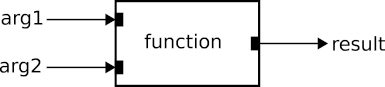 arg1
function
arg2
result